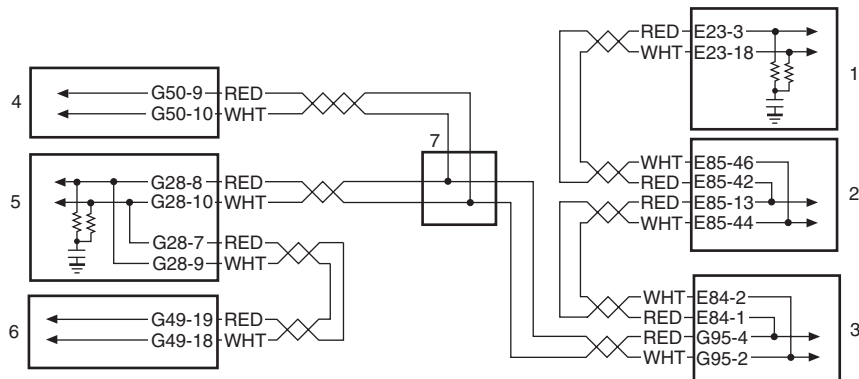 RED E23-3
WHT E23-18
1
4
G50-9 RED
G50-10 WHT
7
WHT E85-46
RED E85-42
RED E85-13
WHT E85-44
2
5
G28-8 RED
G28-10 WHT
G28-7 RED
G28-9 WHT
6
G49-19 RED
G49-18 WHT
WHT E84-2
RED E84-1
RED G95-4
WHT G95-2
3